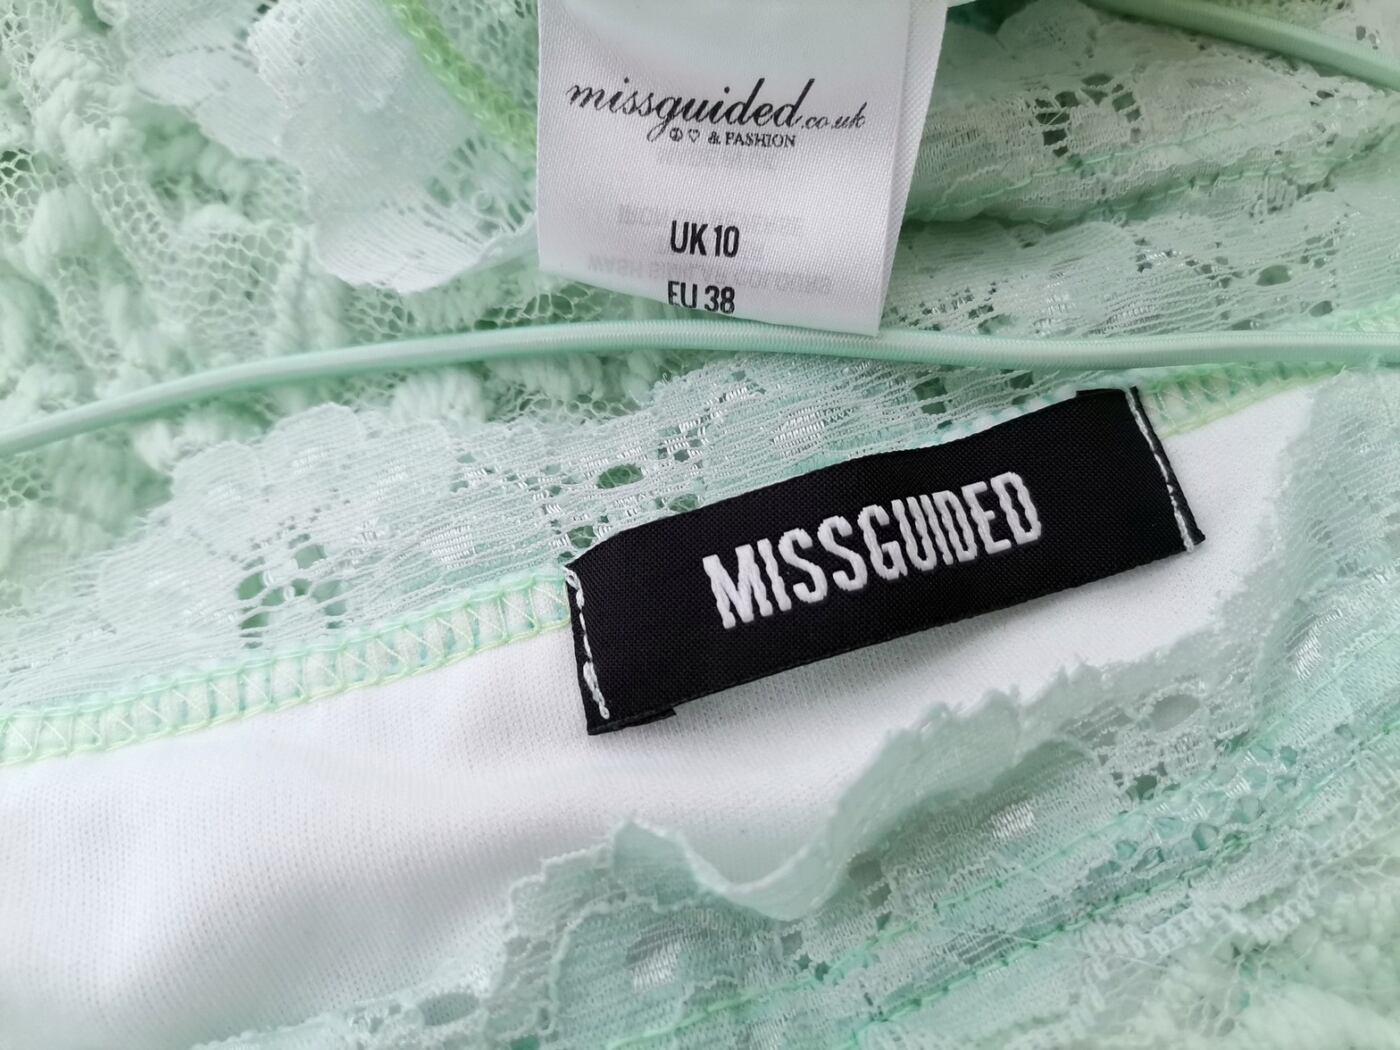 missguided.co.uk
☮♡ & FASHION
UK 10
EU 38
MISSGUIDED